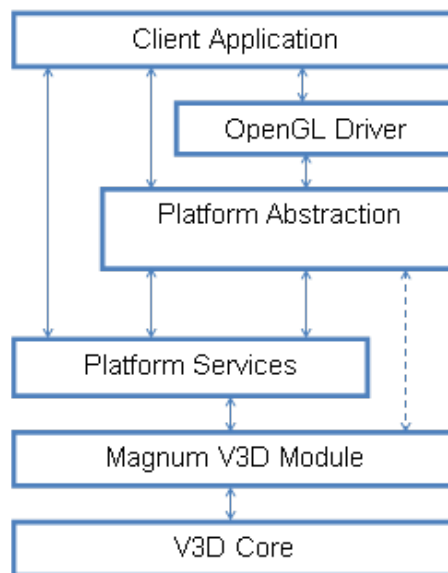 Client Application
OpenGL Driver
Platform Abstraction
Platform Services
Magnum V3D Module
V3D Core